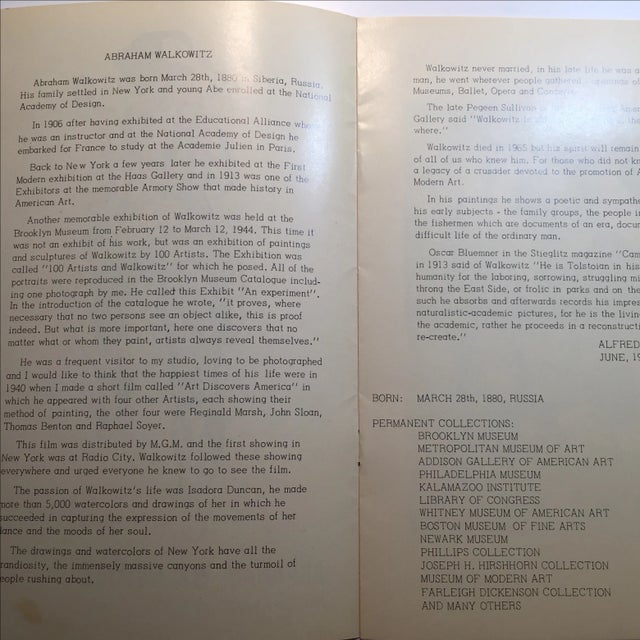 ABRAHAM WALKOWITZ
Abraham Walkowitz was born March 28th, 1880 in Siberia, Russia.
His family settled in New York and young Abe enrolled at the National
Academy of Design.
In 1906 after having exhibited at the Educational Alliance
he was an instructor and at the National Academy of Design he
embarked for France to study at the Academie Julien in Paris.
Back to New York a few years later he exhibited at the First
Modern exhibition at the Haas Gallery and in 1913 was one of the
Exhibitors at the memorable Armory Show that made history in
American Art.
Another memorable exhibition of Walkowitz was held at the
Brooklyn Museum from February 12 to March 12, 1944. This time it
was not an exhibit of his work, but was an exhibition of paintings
and sculptures of Walkowitz by 100 Artists. The Exhibition was
called "100 Artists and Walkowitz" for which he posed. All of the
portraits were reproduced in the Brooklyn Museum Catalogue includ-
ing one photograph by me. He called this Exhibit "An experiment".
In the introduction of the catalogue he wrote, "it proves, where
necessary that no two persons see an object alike, this is proof
indeed. But what is more important, here one discovers that no
matter what or whom they paint, artists always reveal themselves."
He was a frequent visitor to my studio, loving to be photographed
and I would like to think that the happiest times of his life were in
1940 when I made a short film called "Art Discovers America" in
which he appeared with four other Artists, each showing their
method of painting, the other four were Reginald Marsh, John Sloan,
Thomas Benton and Raphael Soyer.
This film was distributed by M.G.M. and the first showing in
New York was at Radio City. Walkowitz followed these showing
everywhere and urged everyone he knew to go to see the film.
The passion of Walkowitz's life was Isadora Duncan, he made
more than 5,000 watercolors and drawings of her in which he
succeeded in capturing the expression of the movements of her
dance and the moods of her soul.
The drawings and watercolors of New York have all the
randiosity, the immensely massive canyons and the turmoil of
eople rushing about.
Walkowitz never married, in his late life he was a
man, he went wherever people gathered
Museums, Ballet, Opera and
The late Pegeen Sullivan
Gallery said "Walkowitz is
where."
Walkowitz died in 1965 but his spirit will remain
of all of us who knew him. For those who did not kn
a legacy of a crusader devoted to the promotion of A
Modern Art.
In his paintings he shows a poetic and sympathe
his early subjects - the family groups, the people in
the fishermen which are documents of an era, docum
difficult life of the ordinary man.
Oscar Bluemner in the Stieglitz magazine "Cam
in 1913 said of Walkowitz "He is Tolstoian in his
humanity for the laboring, sorrowing, struggling mi
throng the East Side, or frolic in parks and on the
such he absorbs and afterwards records his impres
naturalistic-academic pictures, for he is the livin
the academic, rather he proceeds in a reconstructi
re-create."
ALFRED
JUNE, 19
BORN: MARCH 28th, 1880, RUSSIA
PERMANENT COLLECTIONS:
BROOKLYN MUSEUM
METROPOLITAN MUSEUM OF ART
ADDISON GALLERY OF AMERICAN ART
PHILADELPHIA MUSEUM
KALAMAZOO INSTITUTE
LIBRARY OF CONGRESS
WHITNEY MUSEUM OF AMERICAN ART
BOSTON MUSEUM OF FINE ARTS
NEWARK MUSEUM
PHILLIPS COLLECTION
JOSEPH H. HIRSHHORN COLLECTION
MUSEUM OF MODERN ART
FARLEIGH DICKENSON COLLECTION
AND MANY OTHERS